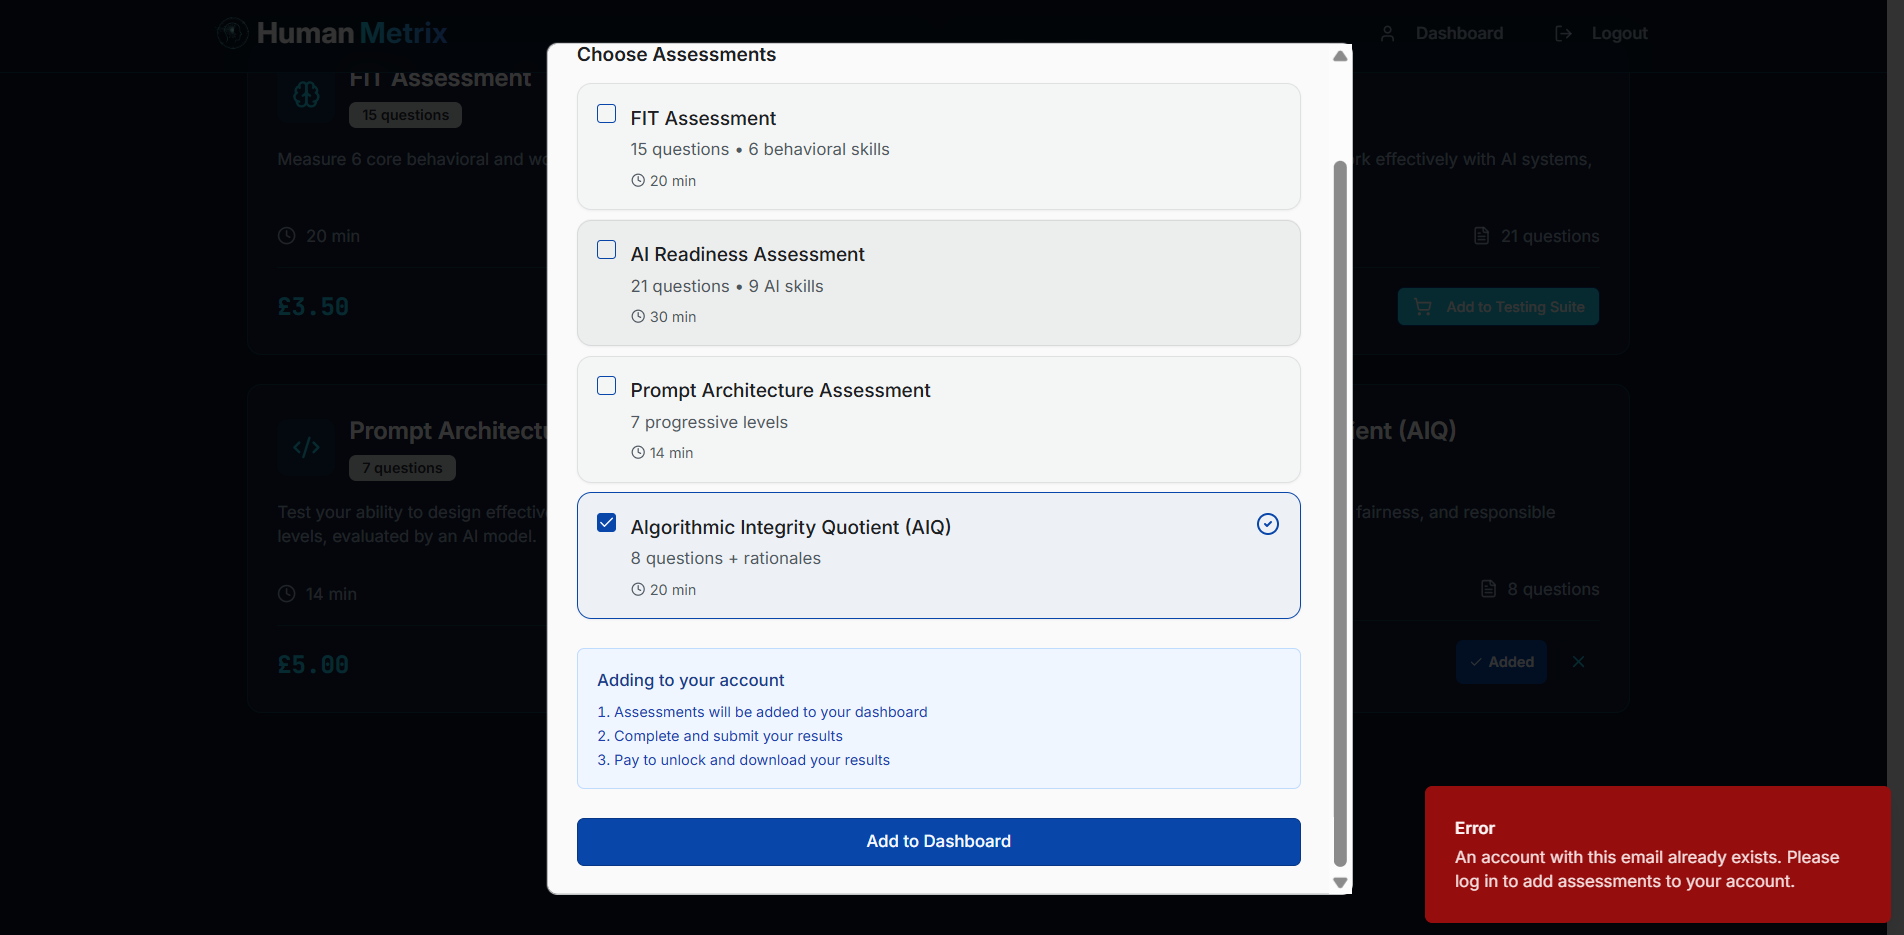 Human Metrix
Dashboard
Logout
FIT Assessment
15 questions
Measure 6 core behavioral and wo
rk effectively with AI systems,
20 min
21 questions
£3.50
Add to Testing Suite
Prompt Architectu
7 questions
Test your ability to design effectiv
levels, evaluated by an AI model.
14 min
£5.00
ient (AIQ)
fairness, and responsible
8 questions
Added
Choose Assessments
FIT Assessment
15 questions • 6 behavioral skills
20 min
AI Readiness Assessment
21 questions • 9 AI skills
30 min
Prompt Architecture Assessment
7 progressive levels
14 min
Algorithmic Integrity Quotient (AIQ)
8 questions + rationales
20 min
Adding to your account
1. Assessments will be added to your dashboard
2. Complete and submit your results
3. Pay to unlock and download your results
Add to Dashboard
Error
An account with this email already exists. Please
log in to add assessments to your account.